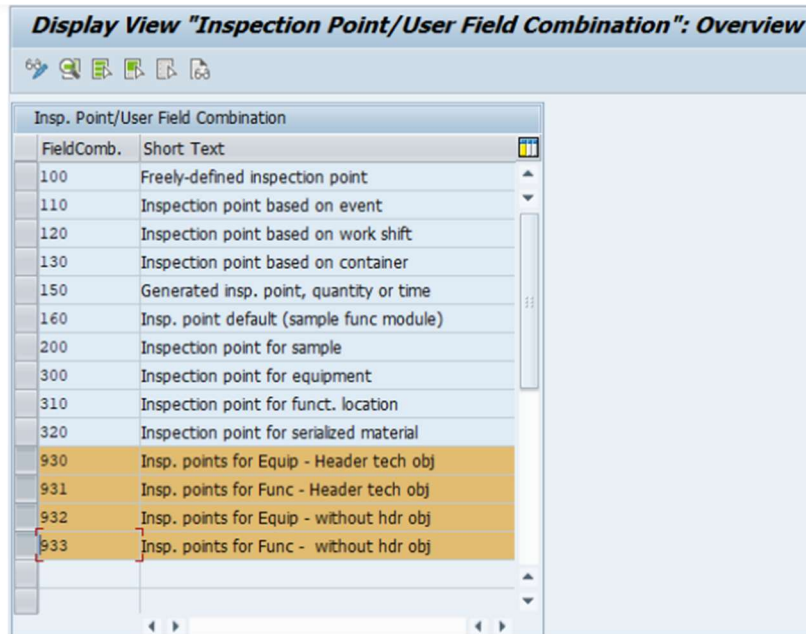 Display View "Inspection Point/User Field Combination": Overview
Insp. Point/User Field Combination
FieldComb. Short Text
100 Freely-defined inspection point
110 Inspection point based on event
120 Inspection point based on work shift
130 Inspection point based on container
150 Generated insp. point, quantity or time
160 Insp. point default (sample func module)
200 Inspection point for sample
300 Inspection point for equipment
310 Inspection point for funct. location
320 Inspection point for serialized material
930 Insp. points for Equip - Header tech obj
931 Insp. points for Func - Header tech obj
932 Insp. points for Equip - without hdr obj
933 Insp. points for Func - without hdr obj